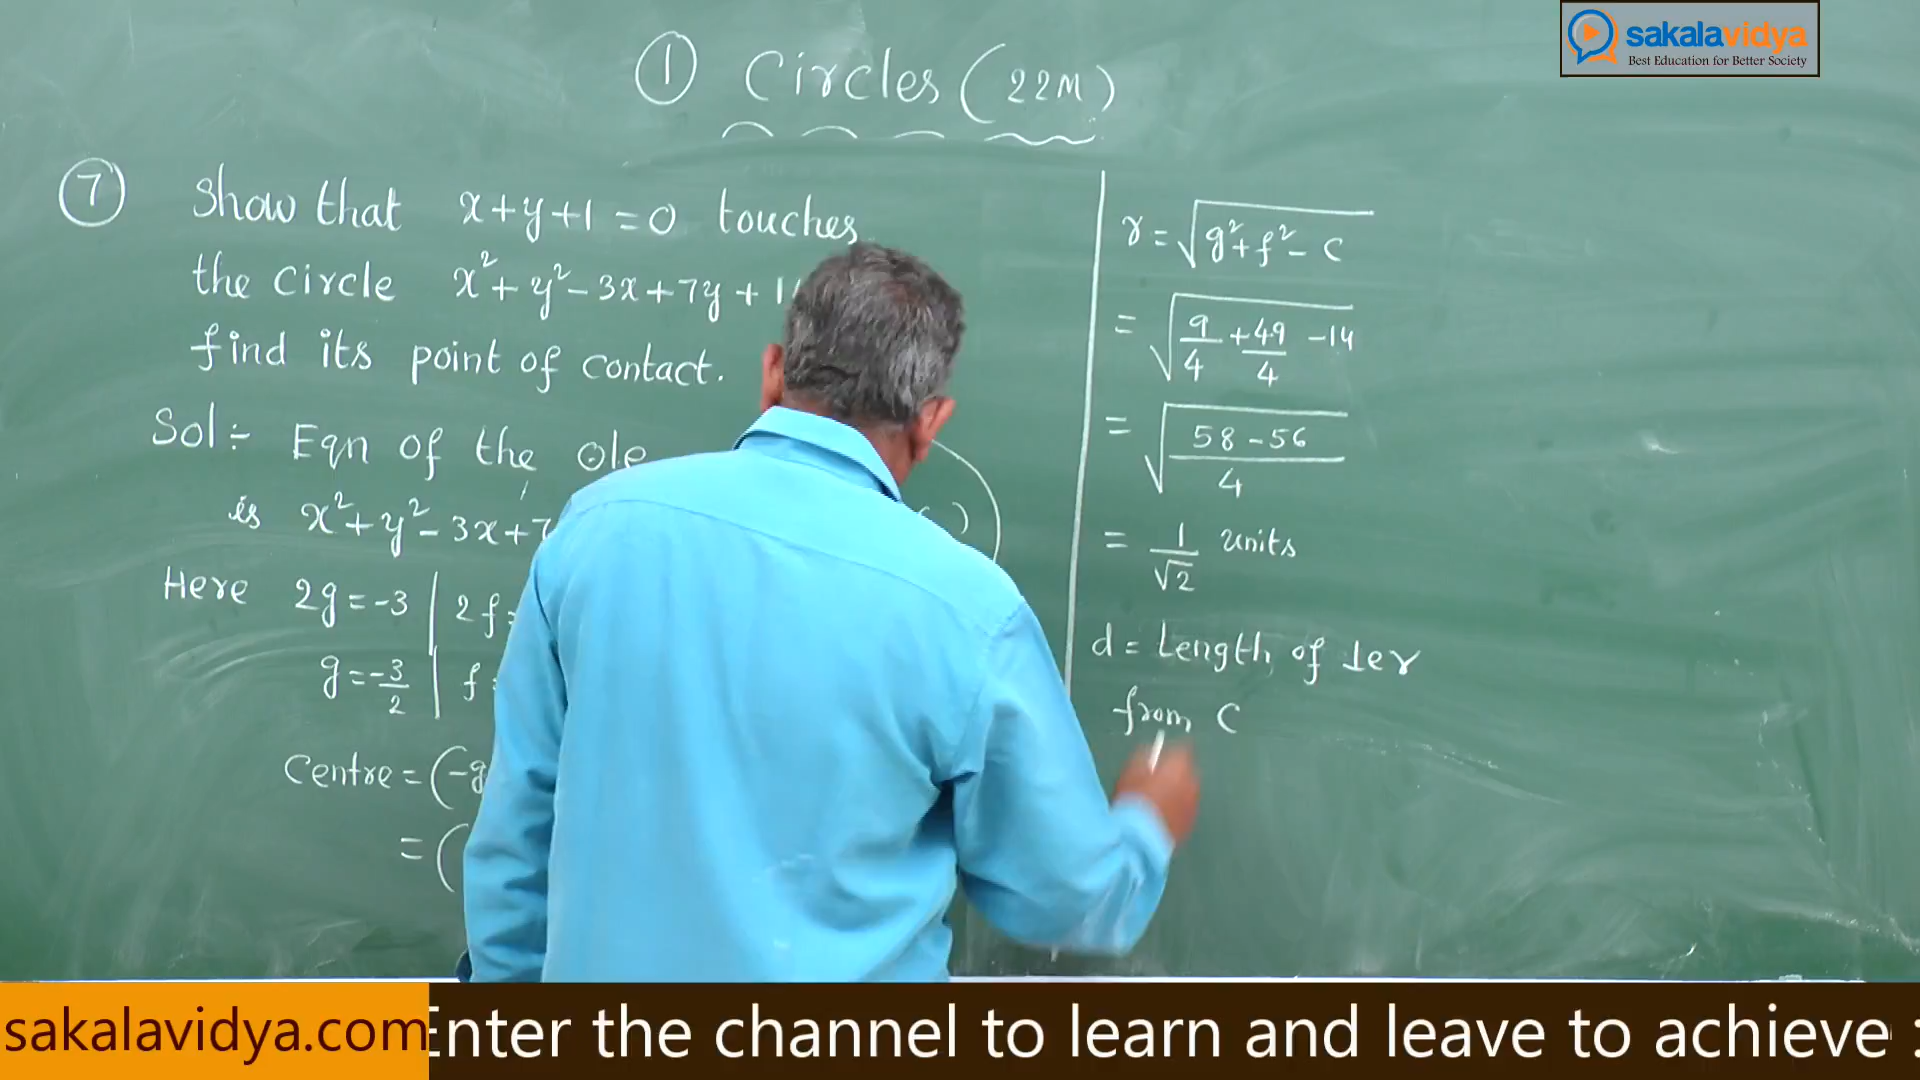 sakalavidya
Best Education for Better Society
① Circles (22M)
⑦ Show that x+y+1=0 touches
the circle x²+y²-3x+7y+1
find its point of contact.
Sol:- Eqn of the ⊙le
is x²+y²-3x+7
Here 2g=-3 | 2f=
g=-3/2 | f=
Centre=(-g
=(
r=√(g²+f²-c)
=√(9/4+49/4-14)
=√((58-56)/4)
=1/√2 units
d=Length of ⊥er
from C
sakalavidya.com
Enter the channel to learn and leave to achieve :